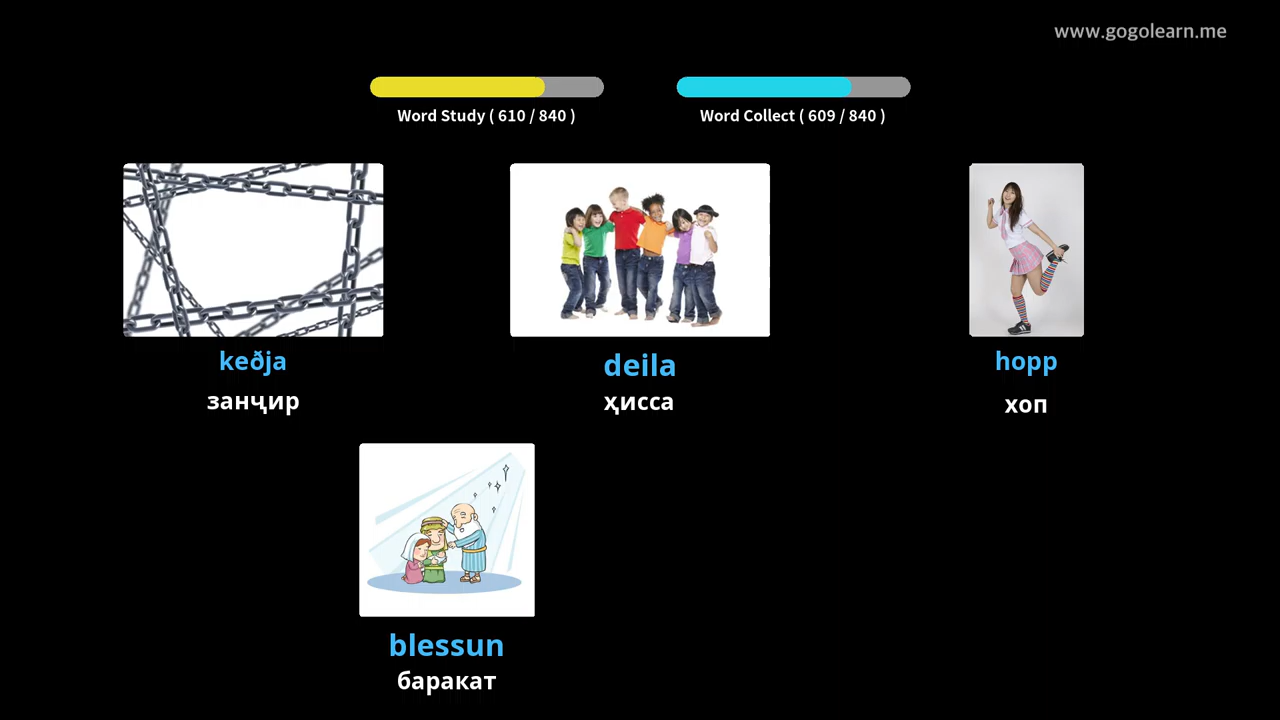 www.gogolearn.me
Word Study ( 610 / 840 )
Word Collect ( 609 / 840 )
keðja
занҷир
deila
ҳисса
hopp
хоп
blessun
баракат